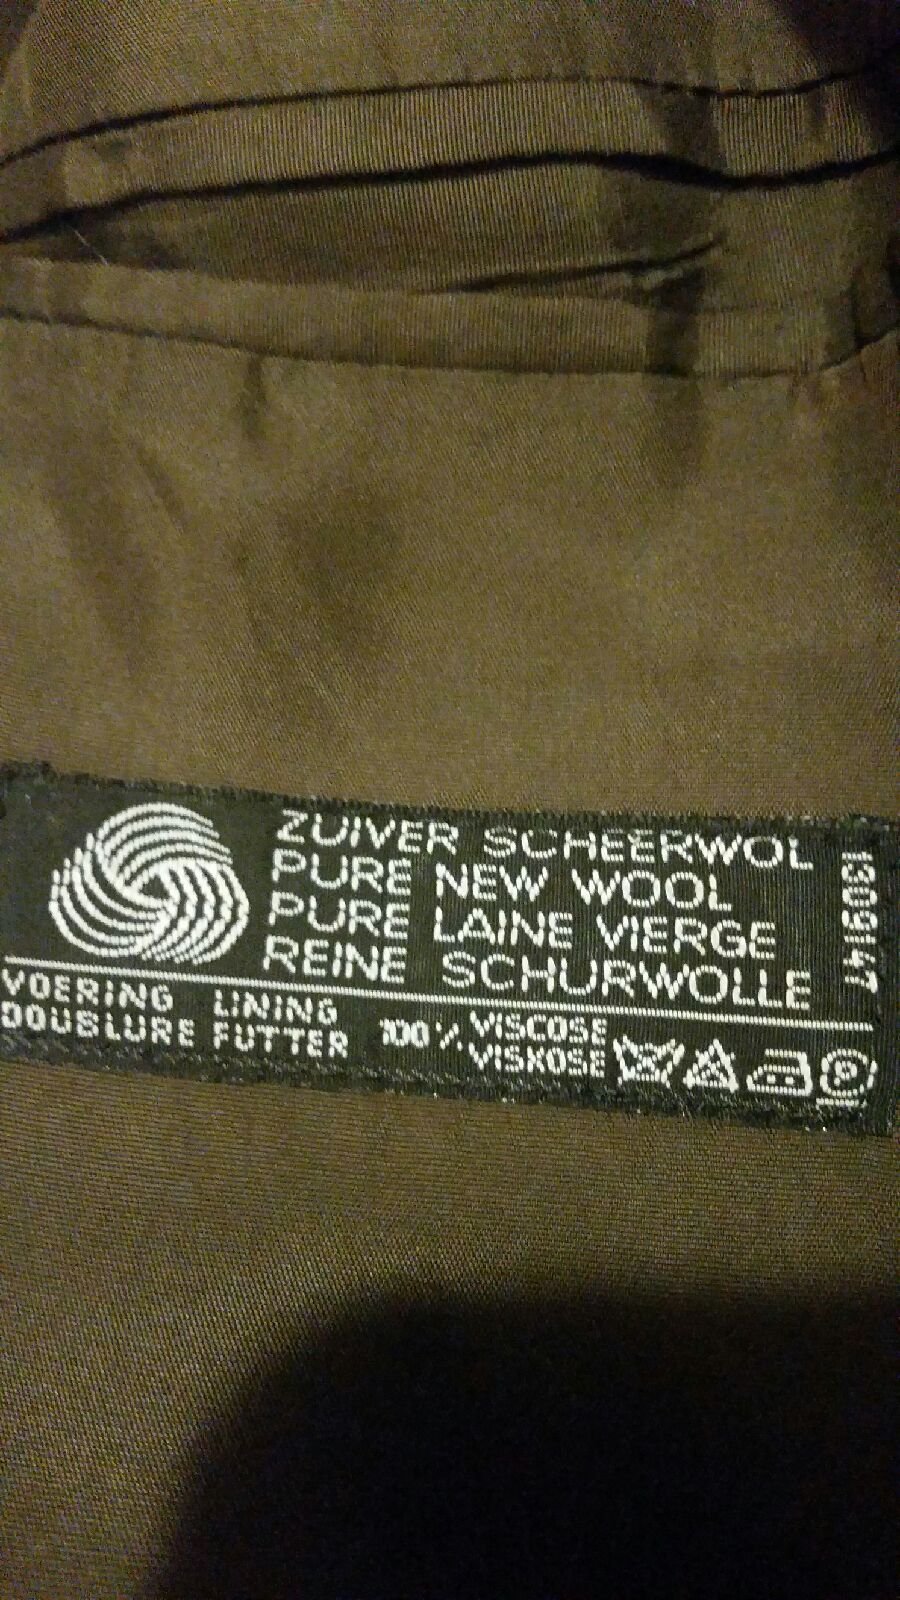 ZUIVER SCHEERWOL
PURE NEW WOOL
PURE LAINE VIERGE
REINE SCHURWOLLE
1309147
VOERING LINING
DOUBLURE FUTTER
100%
VISCOSE
VISKOSE
P